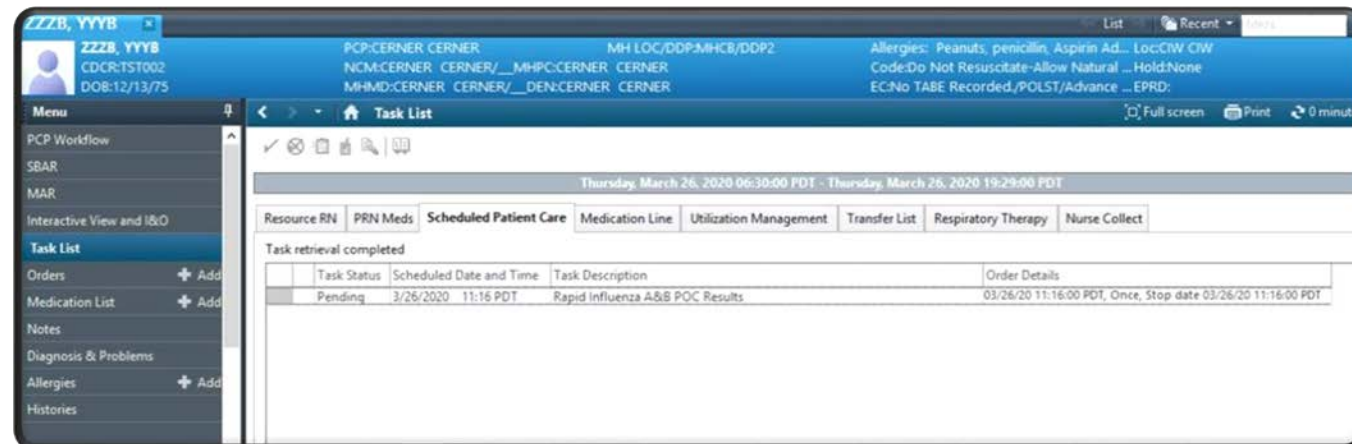 ZZZB, YYYB
List Recent
ZZZB, YYYB PCP:CERNER CERNER MH LOC/DDP:MHCB/DDP2 Allergies: Peanuts, penicillin, Aspirin Ad... Loc:CIW CIW
CDCR:TST002 NCM:CERNER CERNER/__MHPC:CERNER CERNER Code:Do Not Resuscitate-Allow Natural ... Hold:None
DOB:12/13/75 MHMD:CERNER CERNER/__DEN:CERNER CERNER EC:No TABE Recorded./POLST/Advance ... EPRD:
Menu Task List Full screen Print 0 minut
PCP Workflow
SBAR
MAR
Interactive View and I&O
Task List
Orders Add
Medication List Add
Notes
Diagnosis & Problems
Allergies Add
Histories
Thursday, March 26, 2020 06:30:00 PDT - Thursday, March 26, 2020 19:29:00 PDT
Resource RN PRN Meds Scheduled Patient Care Medication Line Utilization Management Transfer List Respiratory Therapy Nurse Collect
Task retrieval completed
Task Status Scheduled Date and Time Task Description Order Details
Pending 3/26/2020 11:16 PDT Rapid Influenza A&B POC Results 03/26/20 11:16:00 PDT, Once, Stop date 03/26/20 11:16:00 PDT